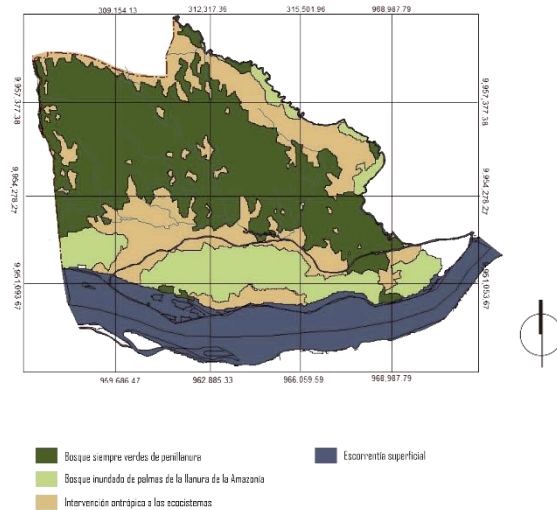 309,154.13 312,317.36 315,501.96 968,987.79
9,957,377.38 9,957,377.38
9,954,278.27 9,954,278.27
9,951,093.67 9,951,053.67
959,686.47 962,885.33 966,059.59 968,987.79
Bosque siempre verdes de penillanura
Escorrentía superficial
Bosque inundado de palmas de la llanura de la Amazonía
Intervención antrópica a los ecocistemas